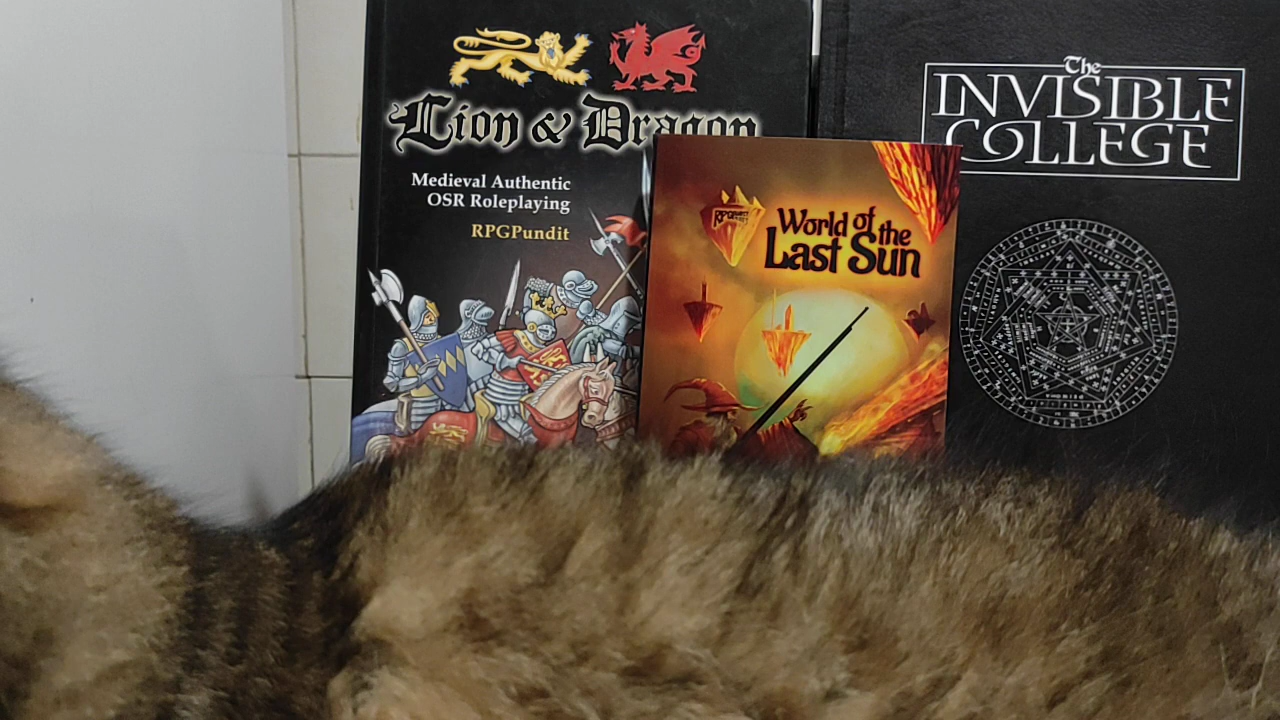 Lion & Dragon
Medieval Authentic
OSR Roleplaying
RPGPundit
World of the
Last Sun
The
INVISIBLE
COLLEGE